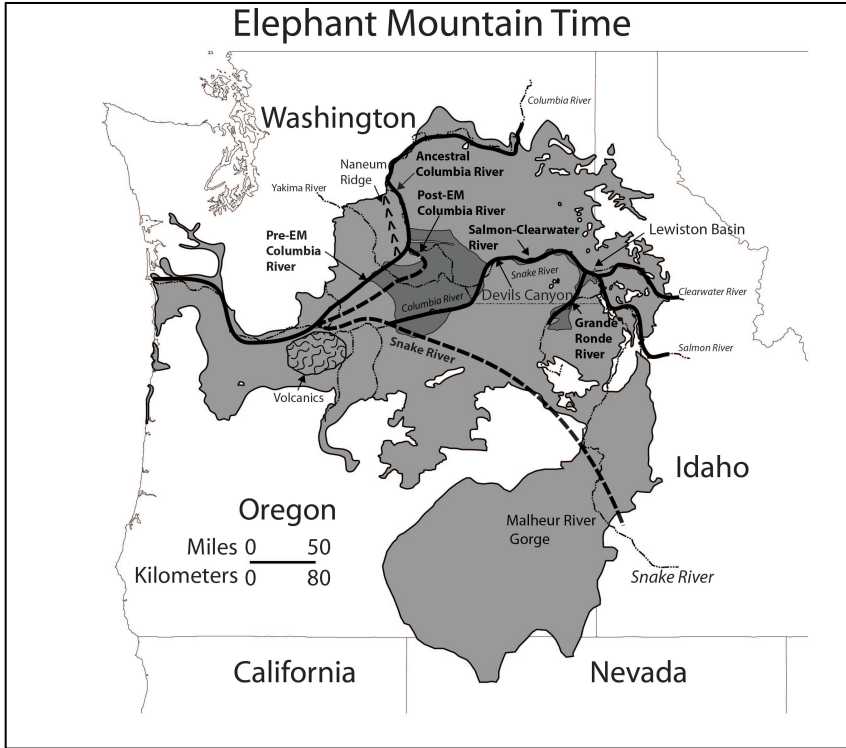 Elephant Mountain Time
Columbia River
Washington
Naneum
Ridge
Ancestral
Columbia River
Yakima River
Post-EM
Columbia River
Salmon-Clearwater
River
Lewiston Basin
Pre-EM
Columbia
River
Snake River
Devils Canyon
Clearwater River
Columbia River
Grande
Ronde
River
Salmon River
Snake River
Volcanics
Idaho
Oregon
Malheur River
Gorge
Miles 0 50
Kilometers 0 80
Snake River
California
Nevada